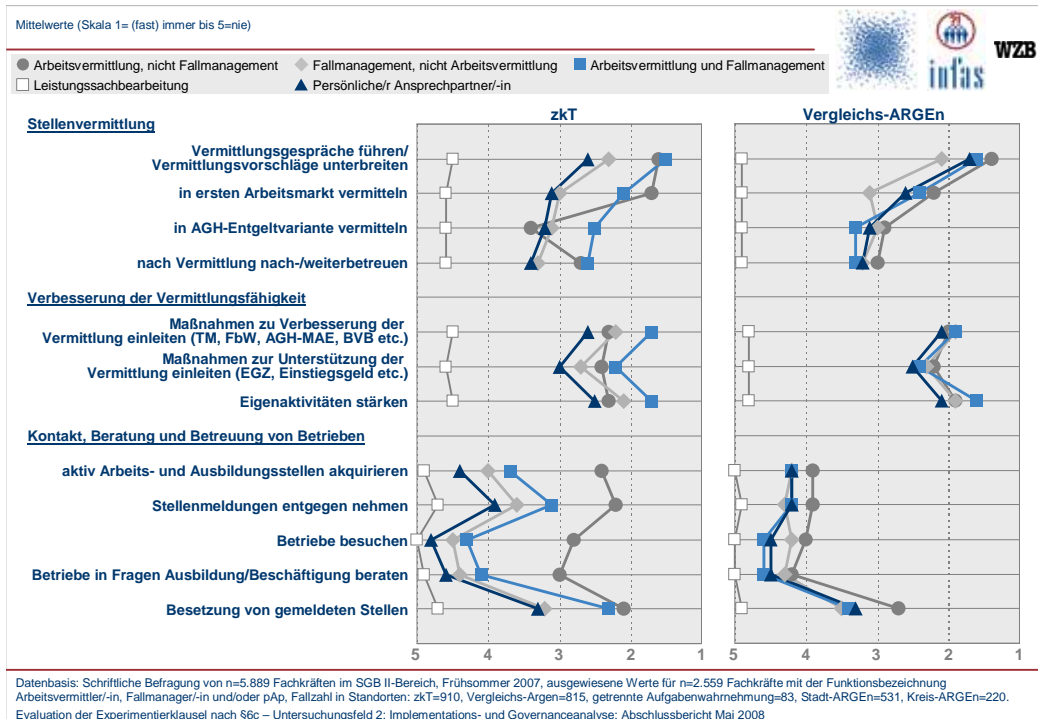 Mittelwerte (Skala 1= (fast) immer bis 5=nie)
infas
WZB
Arbeitsvermittlung, nicht Fallmanagement
Fallmanagement, nicht Arbeitsvermittlung
Arbeitsvermittlung und Fallmanagement
Leistungssachbearbeitung
Persönliche/r Ansprechpartner/-in
zkT
Vergleichs-ARGEn
Stellenvermittlung
Vermittlungsgespräche führen/
Vermittlungsvorschläge unterbreiten
in ersten Arbeitsmarkt vermitteln
in AGH-Entgeltvariante vermitteln
nach Vermittlung nach-/weiterbetreuen
Verbesserung der Vermittlungsfähigkeit
Maßnahmen zu Verbesserung der
Vermittlung einleiten (TM, FbW, AGH-MAE, BVB etc.)
Maßnahmen zur Unterstützung der
Vermittlung einleiten (EGZ, Einstiegsgeld etc.)
Eigenaktivitäten stärken
Kontakt, Beratung und Betreuung von Betrieben
aktiv Arbeits- und Ausbildungsstellen akquirieren
Stellenmeldungen entgegen nehmen
Betriebe besuchen
Betriebe in Fragen Ausbildung/Beschäftigung beraten
Besetzung von gemeldeten Stellen
5 4 3 2 1
5 4 3 2 1
Datenbasis: Schriftliche Befragung von n=5.889 Fachkräften im SGB II-Bereich, Frühsommer 2007, ausgewiesene Werte für n=2.559 Fachkräfte mit der Funktionsbezeichnung
Arbeitsvermittler/-in, Fallmanager/-in und/oder pAp, Fallzahl in Standorten: zkT=910, Vergleichs-Argen=815, getrennte Aufgabenwahrnehmung=83, Stadt-ARGEn=531, Kreis-ARGEn=220.
Evaluation der Experimentierklausel nach §6c – Untersuchungsfeld 2: Implementations- und Governanceanalyse: Abschlussbericht Mai 2008